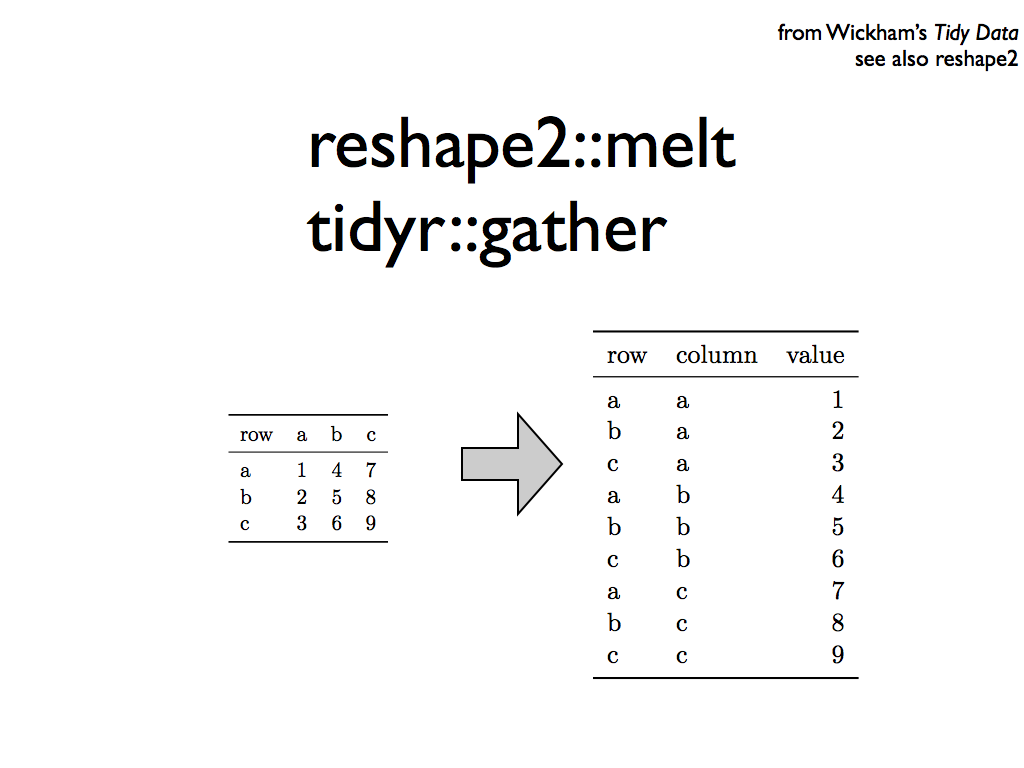 from Wickham's Tidy Data
see also reshape2
reshape2::melt
tidyr::gather
row a b c
a 1 4 7
b 2 5 8
c 3 6 9
row column value
a a 1
b a 2
c a 3
a b 4
b b 5
c b 6
a c 7
b c 8
c c 9